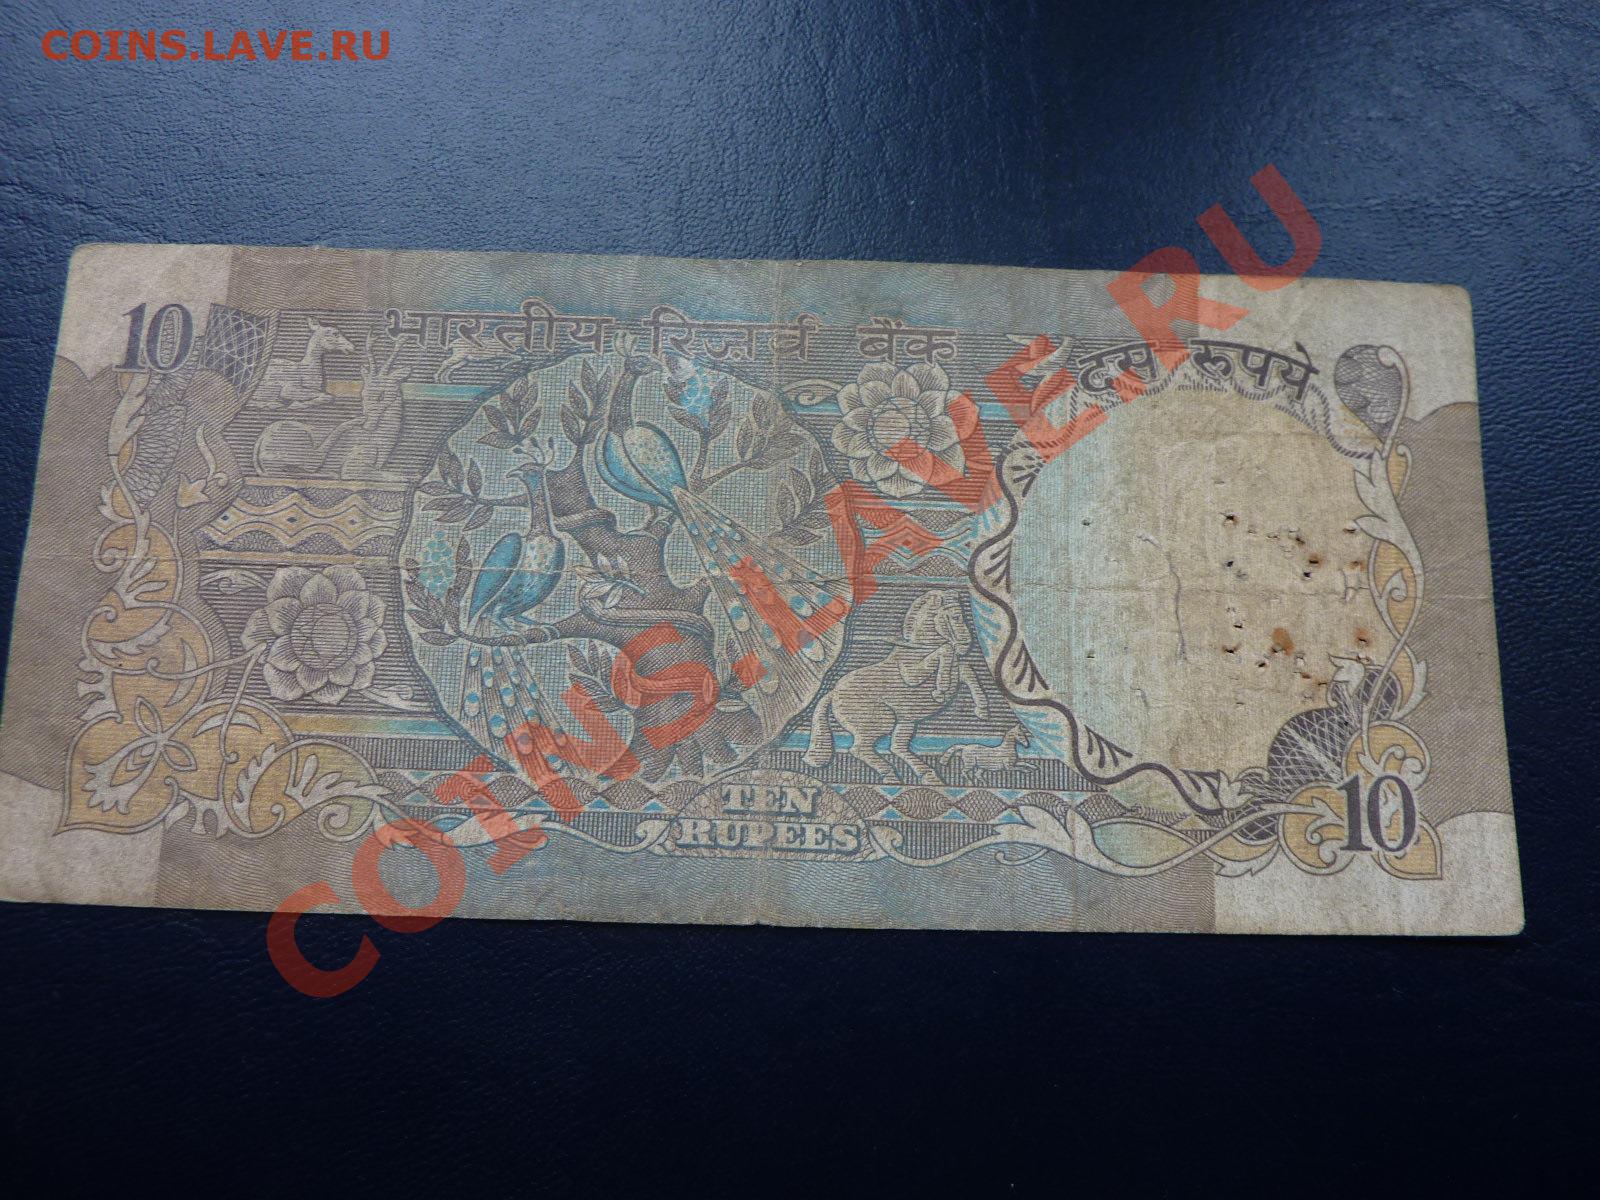 COINS.LAVE.RU
10
भारतीय रिज़र्व बैंक
दस रूपये
TEN
RUPEES
10
COINS.LAVE.RU